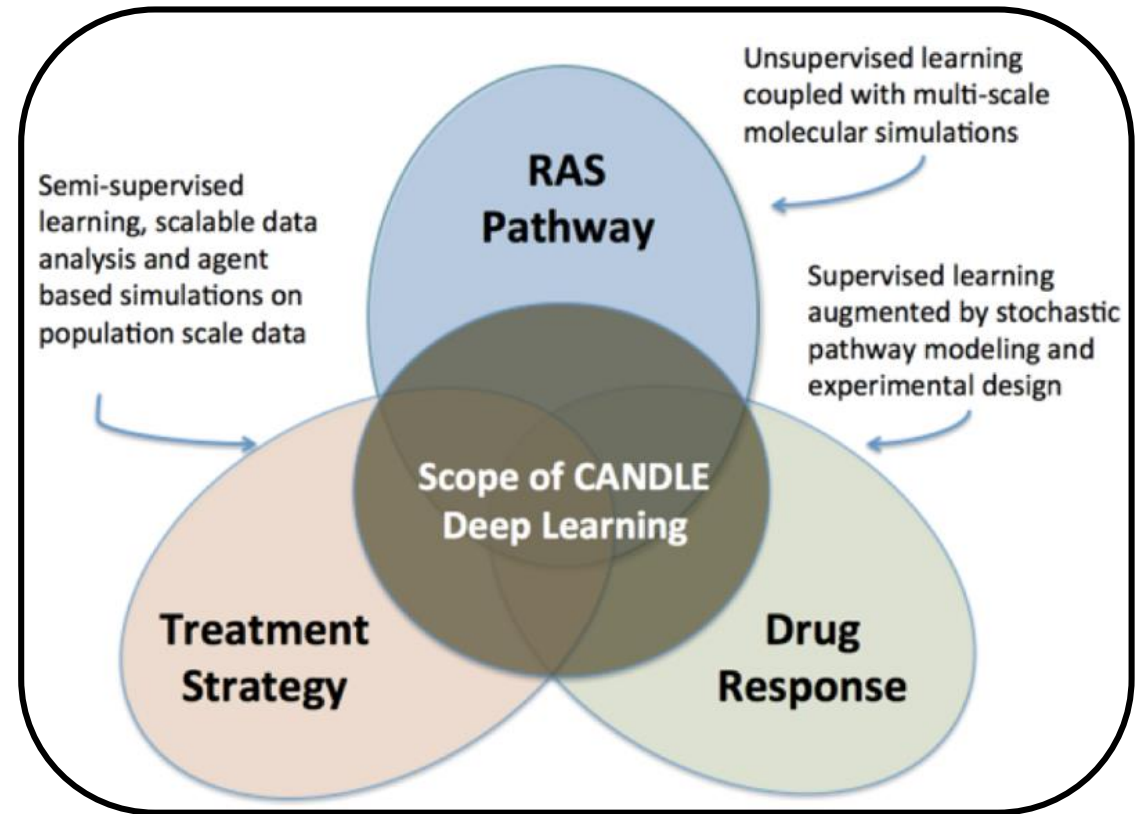 Unsupervised learning
coupled with multi-scale
molecular simulations
RAS
Pathway
Semi-supervised
learning, scalable data
analysis and agent
based simulations on
population scale data
Supervised learning
augmented by stochastic
pathway modeling and
experimental design
Scope of CANDLE
Deep Learning
Treatment
Strategy
Drug
Response